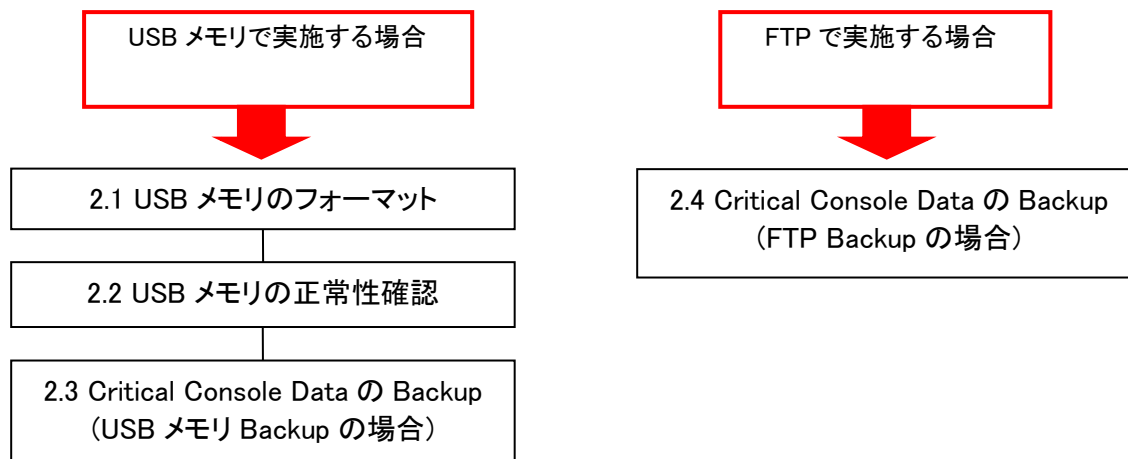 USB メモリで実施する場合
2.1 USB メモリのフォーマット
2.2 USB メモリの正常性確認
2.3 Critical Console Data の Backup
（USB メモリ Backup の場合）
FTP で実施する場合
2.4 Critical Console Data の Backup
（FTP Backup の場合）